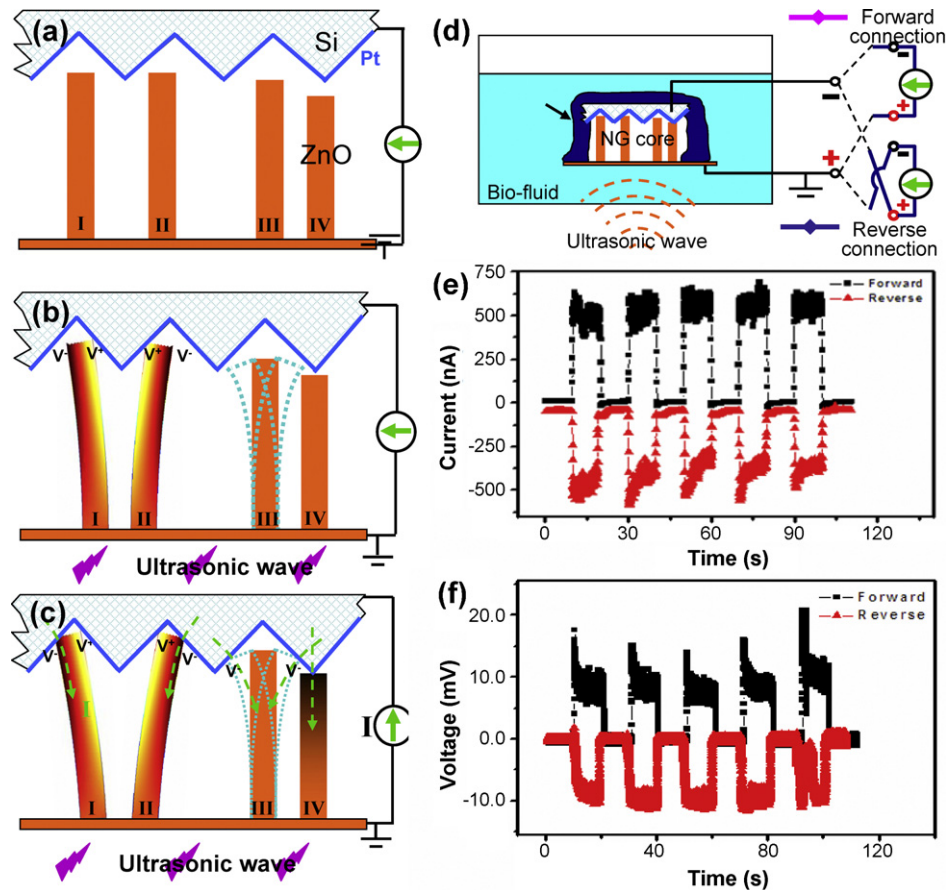 (a)
Si
Pt
ZnO
I
II
III
IV
(b)
V-
V+
V+
V-
I
II
III
IV
Ultrasonic wave
(c)
V-
V+
V+
V-
V-
V-
I
I
I
II
III
IV
Ultrasonic wave
(d)
Forward
connection
-
+
-
+
-
+
NG core
Bio-fluid
Ultrasonic wave
Reverse
connection
(e)
Forward
Reverse
Current (nA)
750
500
250
0
-250
-500
0
30
60
90
120
Time (s)
(f)
Forward
Reverse
Voltage (mV)
20.0
10.0
0.0
-10.0
0
40
80
120
Time (s)